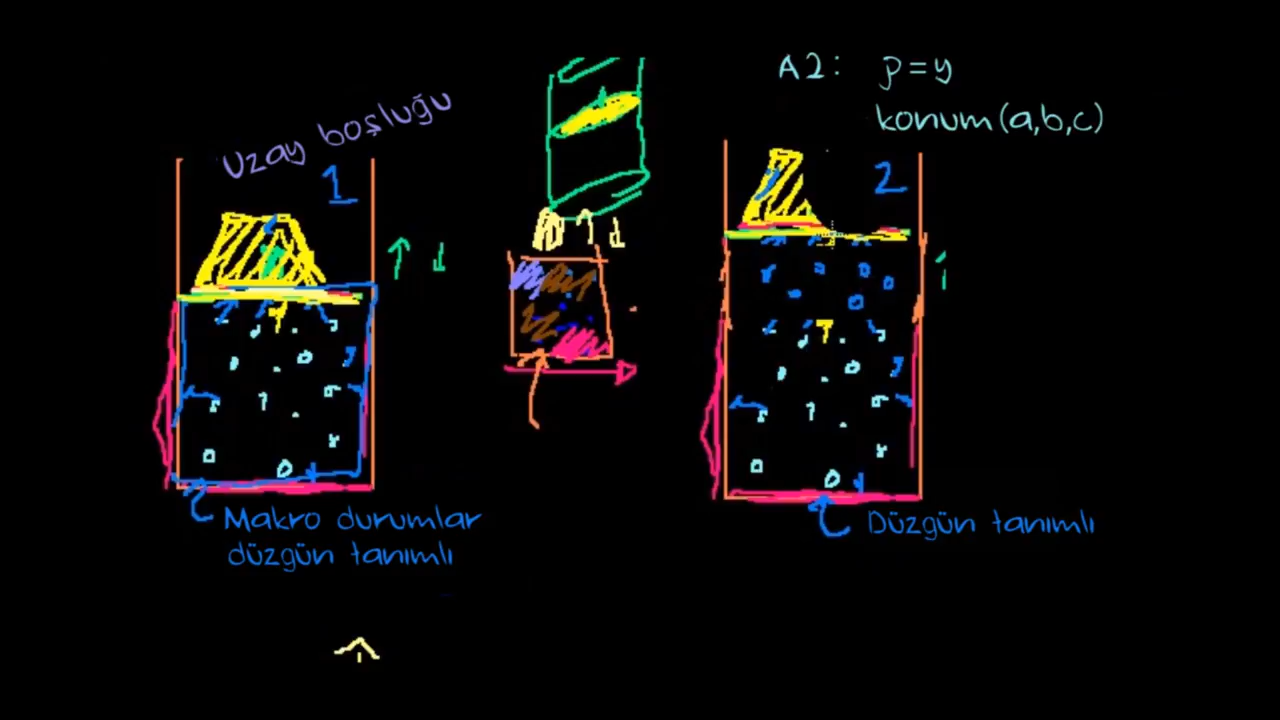 Uzay boşluğu
1
A2: p=y
konum(a,b,c)
2
T
T
Makro durumlar
düzgün tanımlı
Düzgün tanımlı